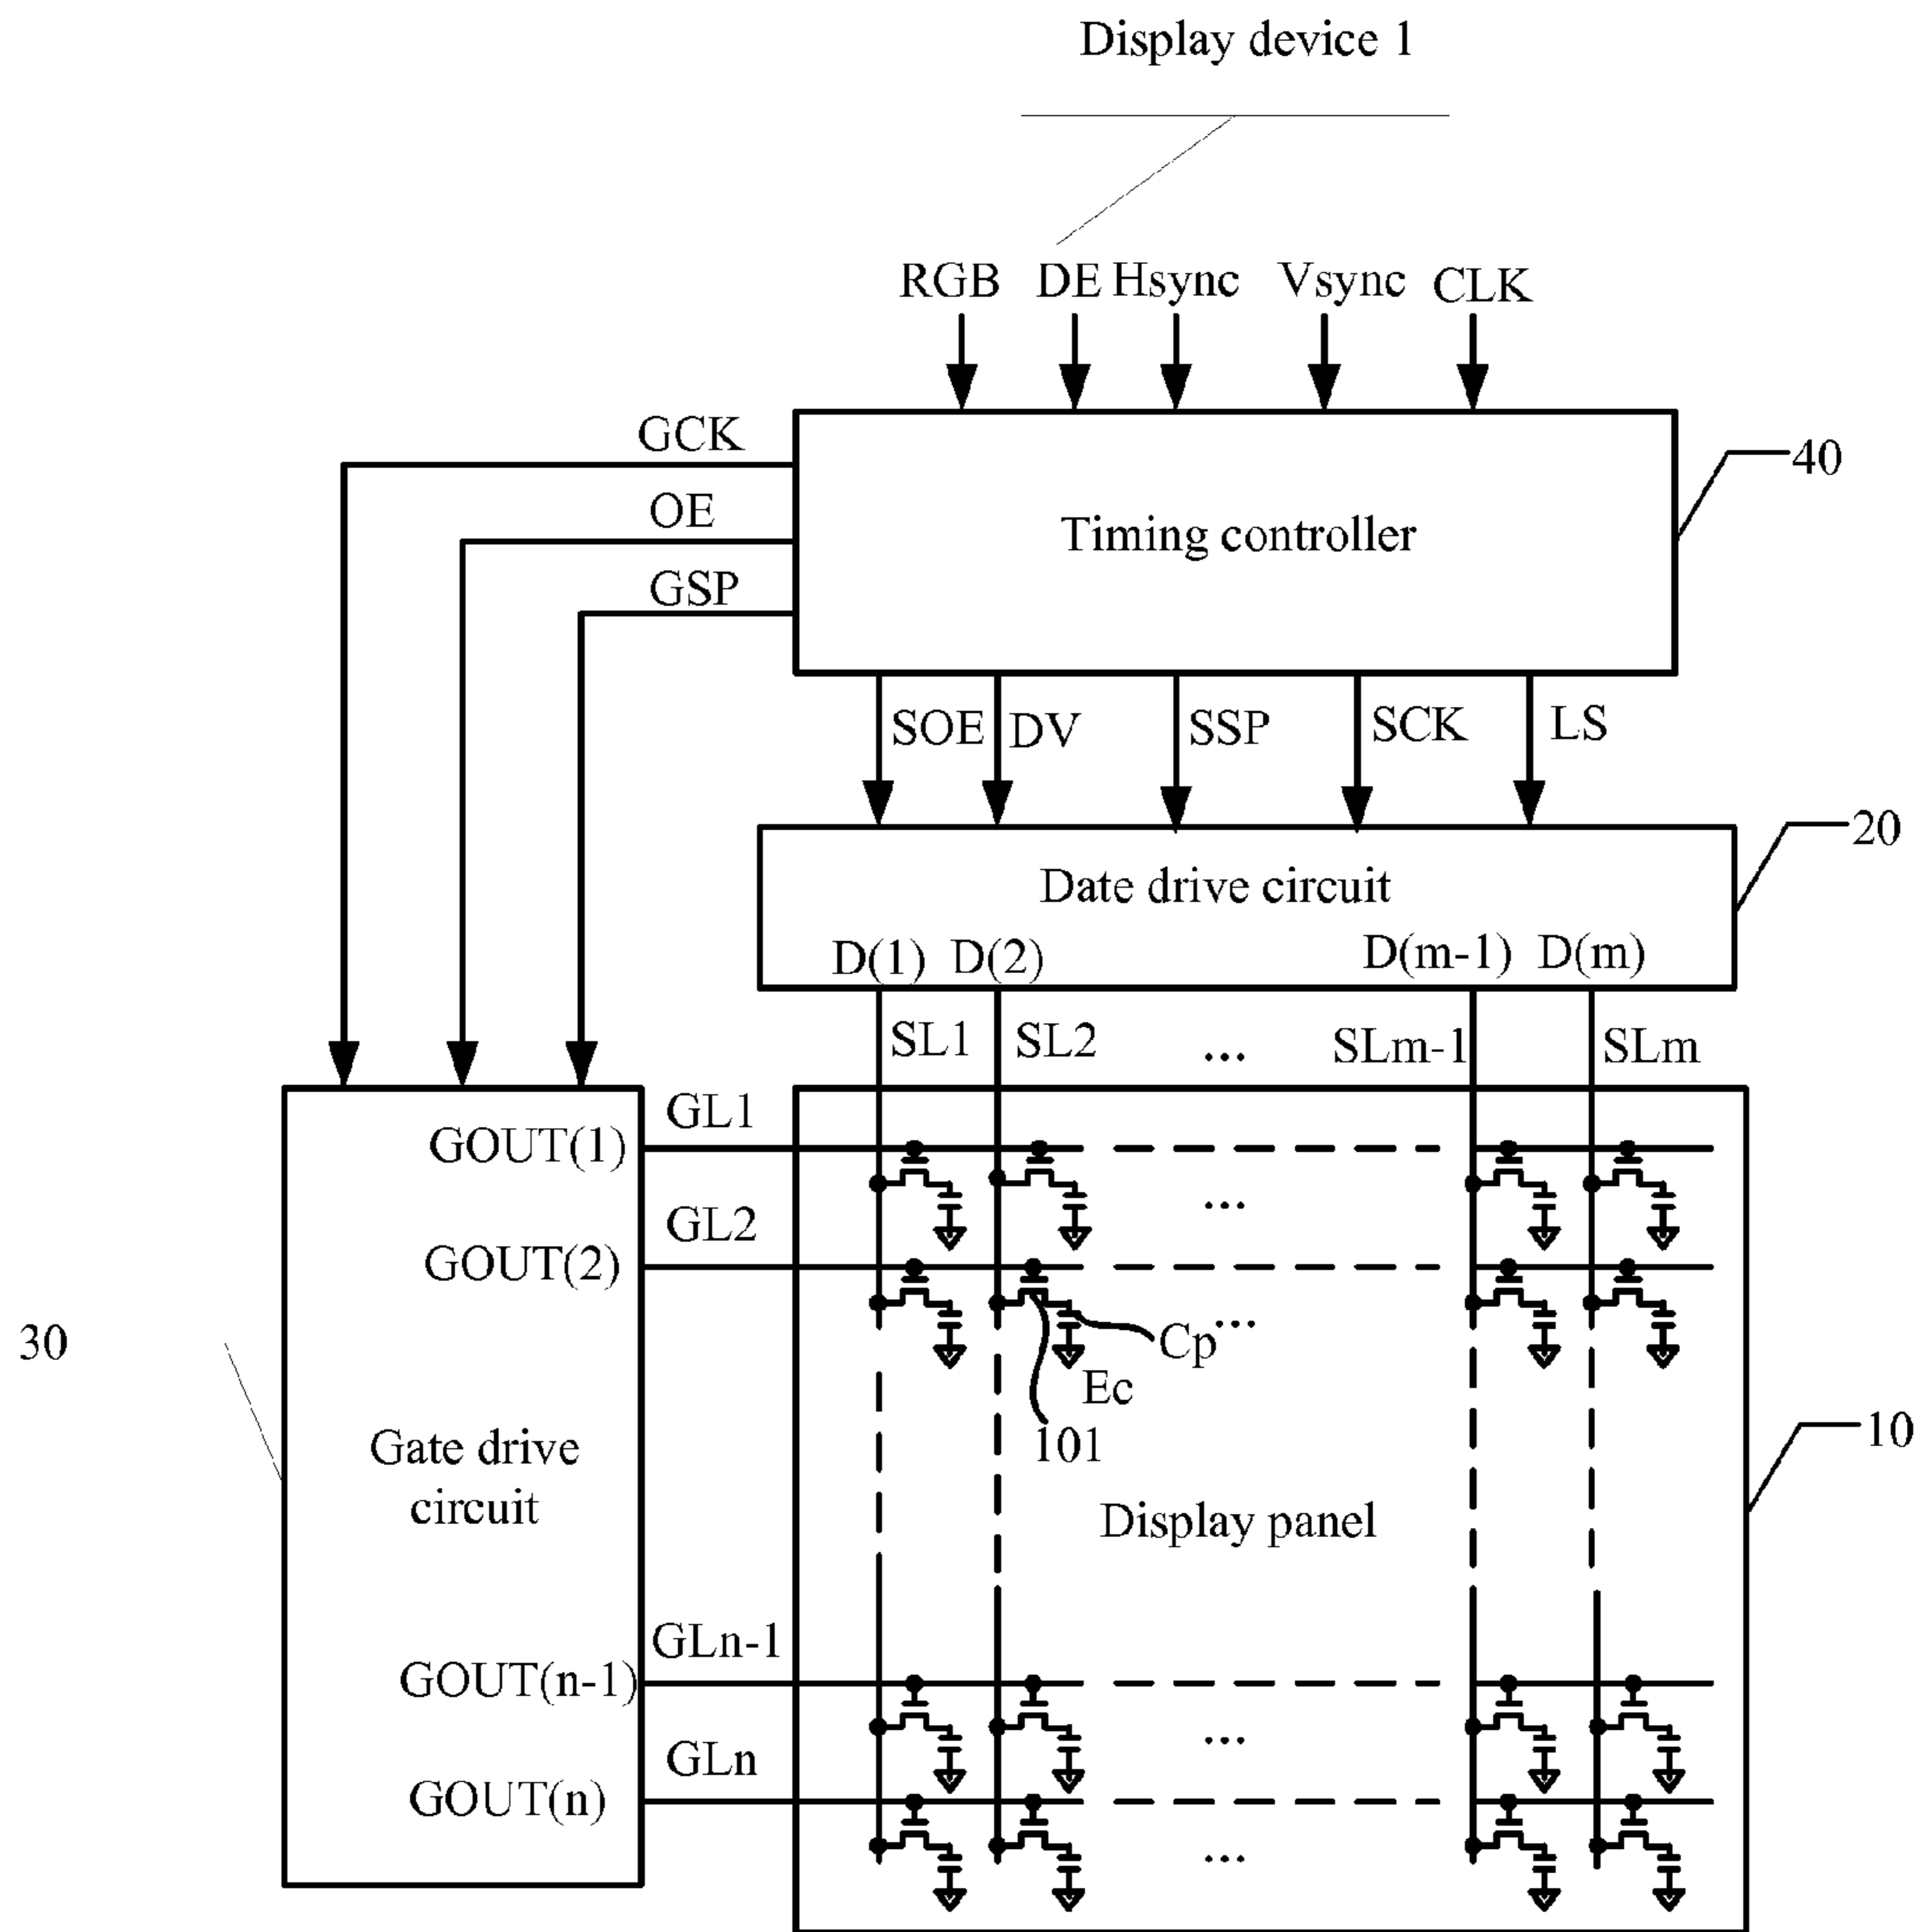 Display device 1
RGB DE Hsync Vsync CLK
GCK
OE
GSP
Timing controller
40
SOE DV SSP SCK LS
20
Date drive circuit
D(1) D(2) D(m-1) D(m)
SL1 SL2 ... SLm-1 SLm
GL1
GOUT(1)
...
GL2
GOUT(2)
30
Cp
...
Ec
101
10
Gate drive
circuit
Display panel
GLn-1
GOUT(n-1)
...
GLn
GOUT(n)
...